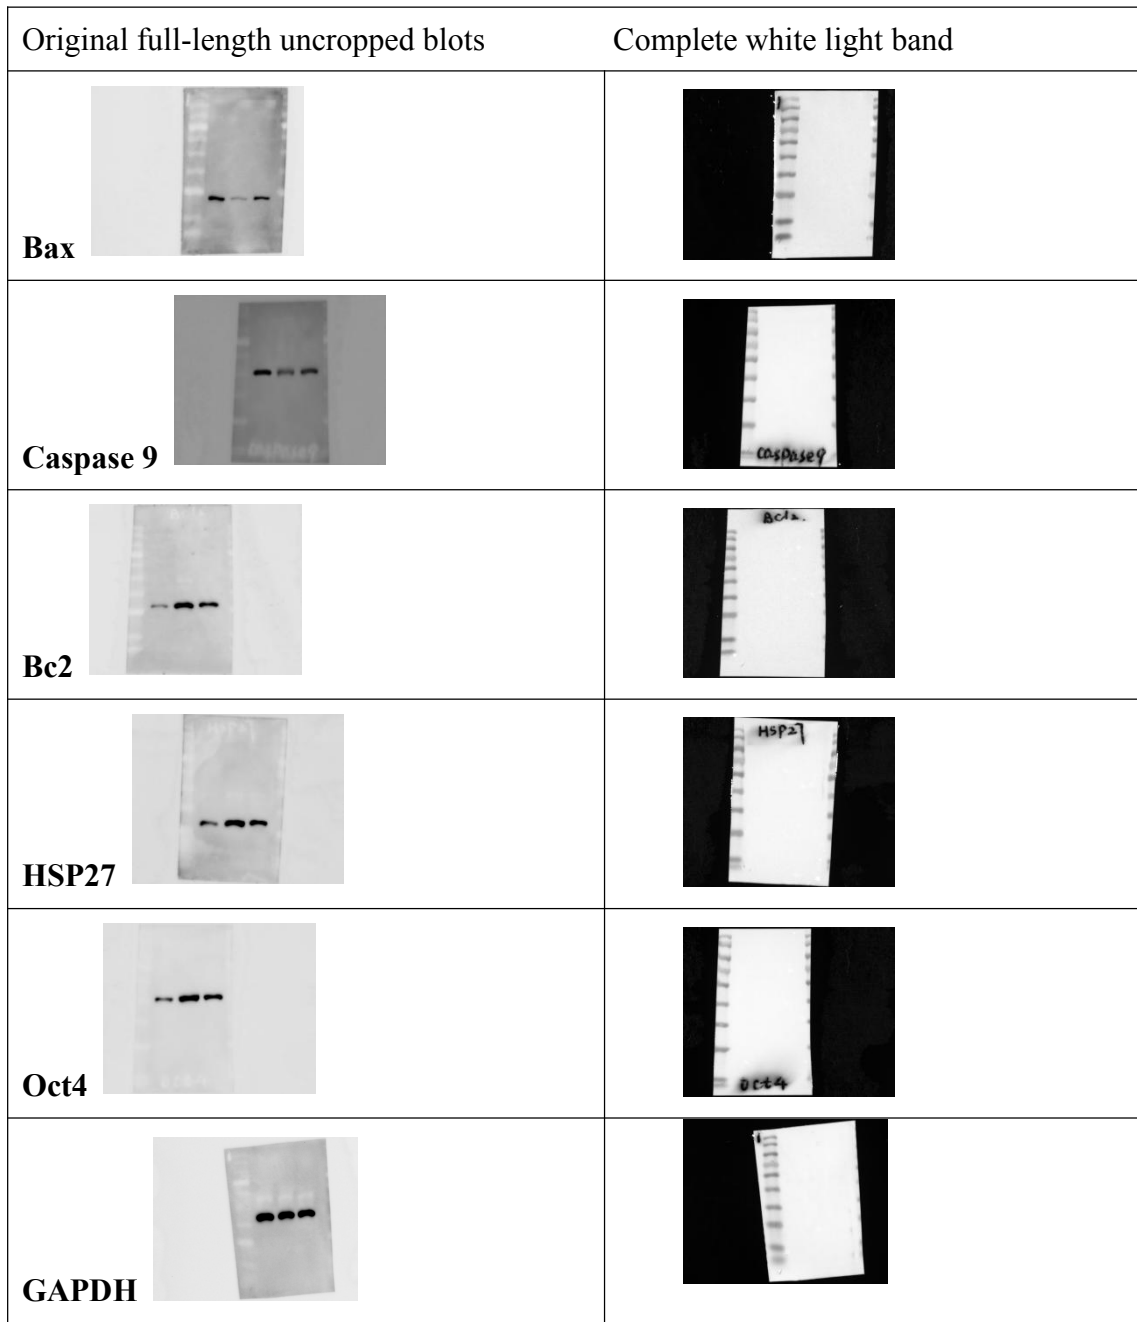 Original full-length uncropped blots
Complete white light band
Bax
Caspase 9
caspase9
Bc2
Bcl2.
HSP27
HSP27
Oct4
oct4
GAPDH